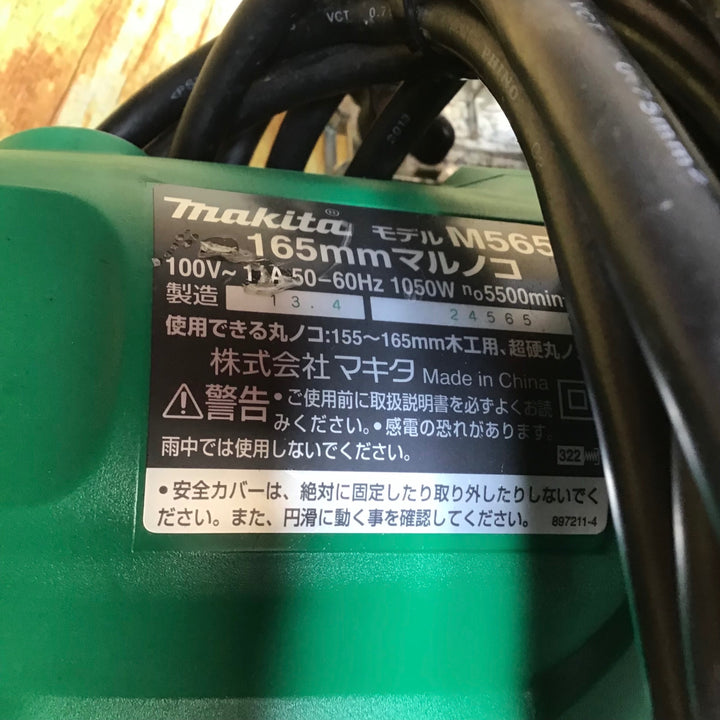 VCT 0.7
RHINO
2013
0.75mm²
makita® モデル M565
165mmマルノコ
100V~ 11A 50–60Hz 1050W n₀5500min
製造 13.4 24565
使用できる丸ノコ:155〜165mm木工用、超硬丸ノ
株式会社マキタ Made in China
警告 • ご使用前に取扱説明書を必ずよくお読
みください。• 感電の恐れがあります。
雨中では使用しないでください。 322
• 安全カバーは、絶対に固定したり取り外したりしないでく
ださい。また、円滑に動く事を確認してください。 897211-4